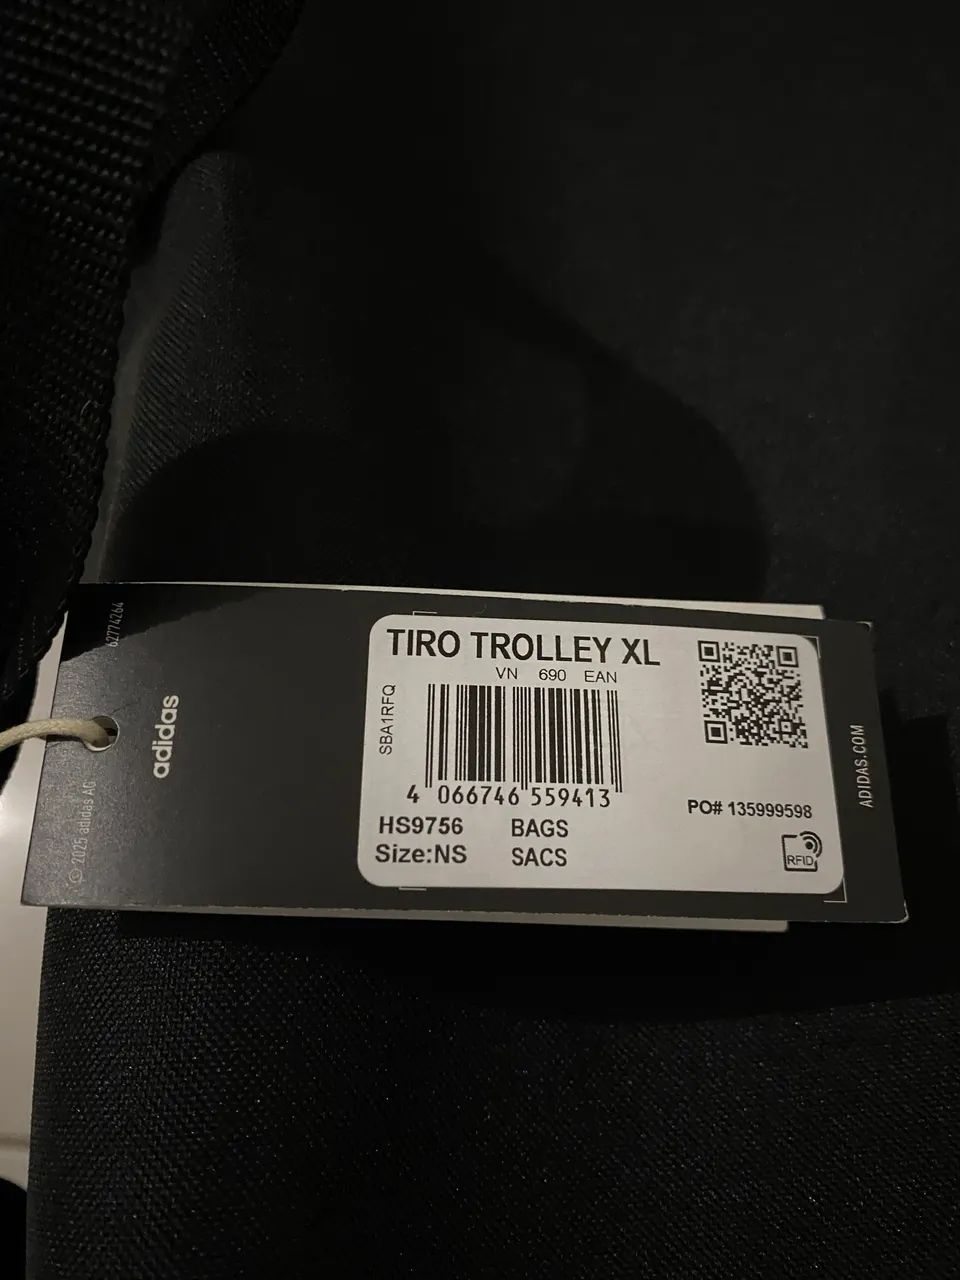 62774264
adidas
© 2025 adidas AG
TIRO TROLLEY XL
VN 690 EAN
SBA1RFQ
4 066746 559413
HS9756 BAGS
Size:NS SACS
PO# 135999598
RFID
ADIDAS.COM